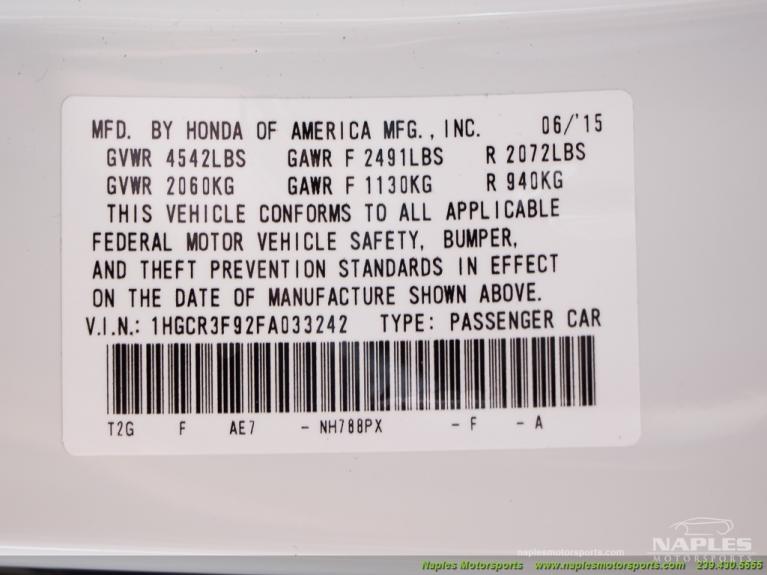 MFD. BY HONDA OF AMERICA MFG., INC. 06/'15
GVWR 4542LBS GAWR F 2491LBS R 2072LBS
GVWR 2060KG GAWR F 1130KG R 940KG
THIS VEHICLE CONFORMS TO ALL APPLICABLE
FEDERAL MOTOR VEHICLE SAFETY, BUMPER,
AND THEFT PREVENTION STANDARDS IN EFFECT
ON THE DATE OF MANUFACTURE SHOWN ABOVE.
V.I.N.: 1HGCR3F92FA033242 TYPE: PASSENGER CAR
T2G F AE7 - NH788PX - F - A
NAPLES
MOTORSPORTS
naplesmotorsports.com
Naples Motorsports www.naplesmotorsports.com 239.430.5655